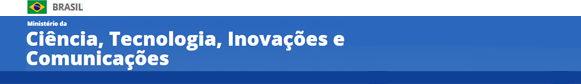 BRASIL
Ministério da
Ciência, Tecnologia, Inovações e
Comunicações